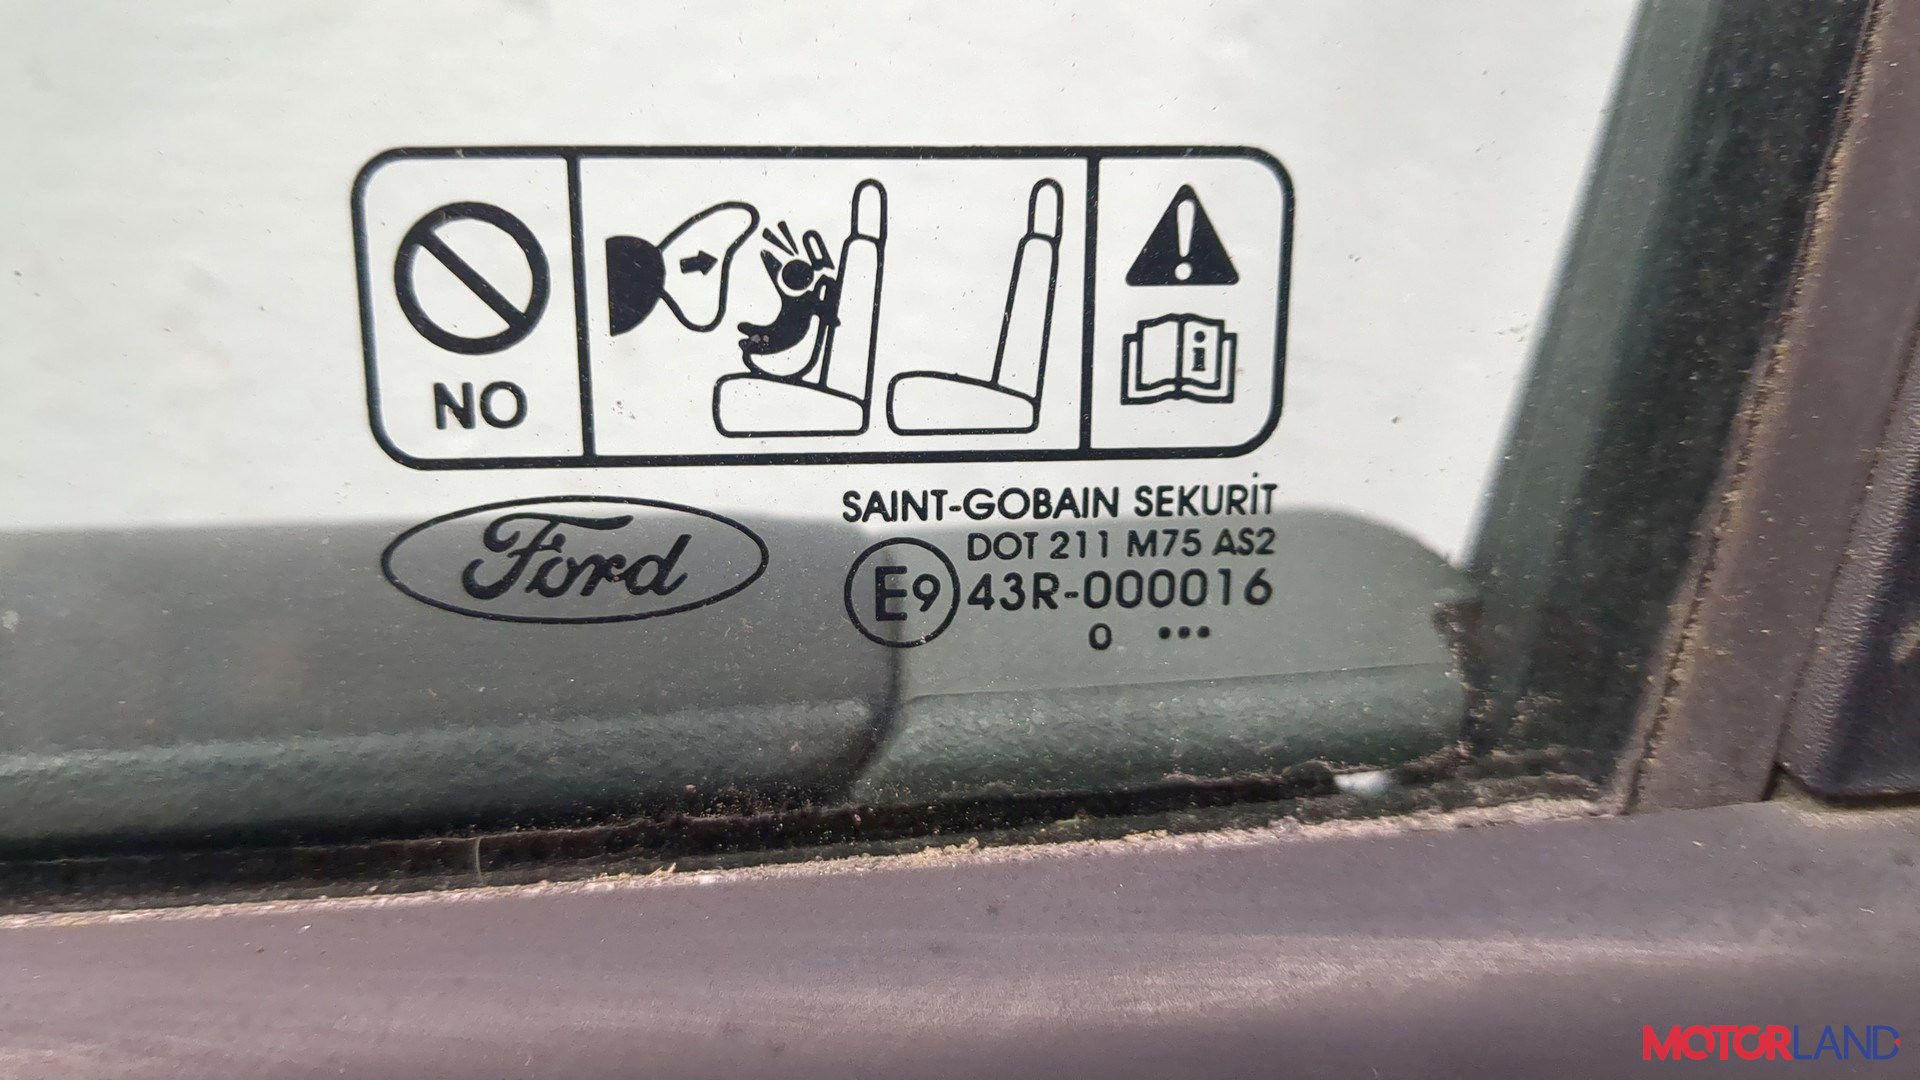 NO
i
Ford
SAINT-GOBAIN SEKURIT
DOT 211 M75 AS2
E9 43R-000016
0 •••
MOTORLAND